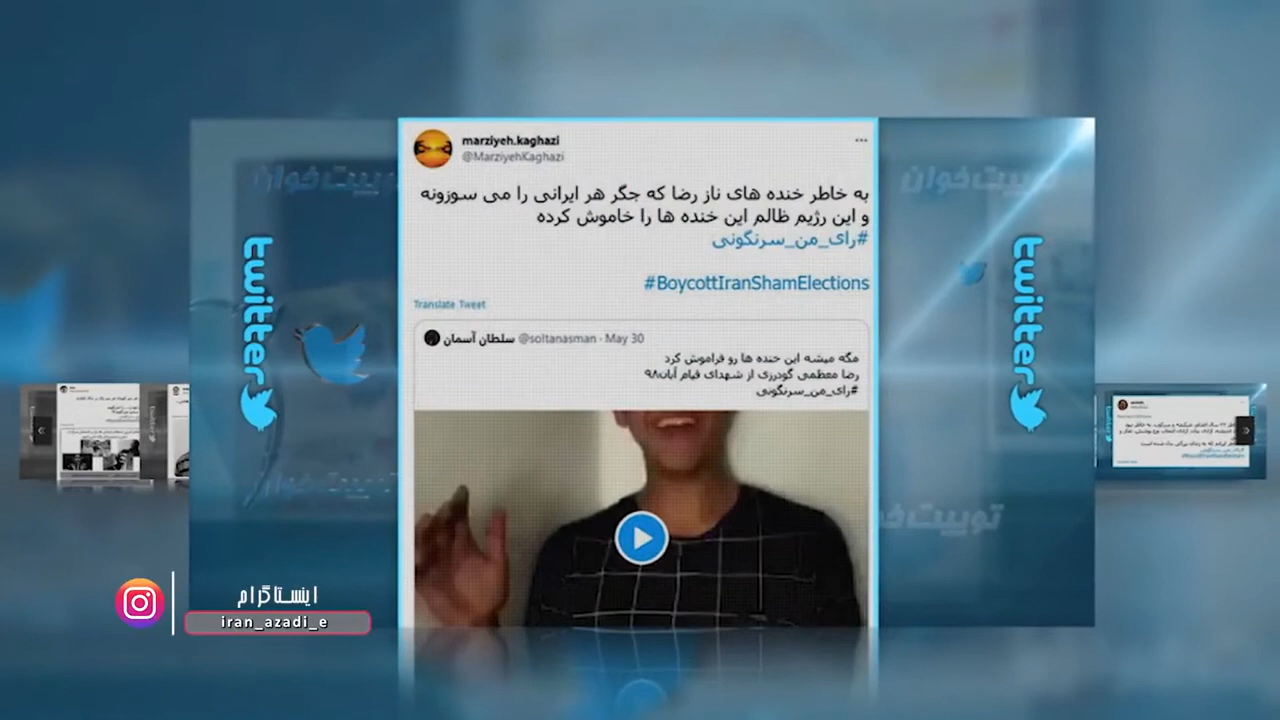 marziyeh.kaghazi
@MarziyehKaghazi
به خاطر خنده های ناز رضا که جگر هر ایرانی را می سوزونه
و این رژیم ظالم این خنده ها را خاموش کرده
#رای_من_سرنگونی
#BoycottIranShamElections
Translate Tweet
سلطان آسمان @soltanasman · May 30
مگه میشه این خنده ها رو فراموش کرد
رضا معظمی گودرزی از شهدای قیام آبان۹۸
#رای_من_سرنگونی
twitter
twitter
توییت‌خوان
اینستاگرام
iran_azadi_e